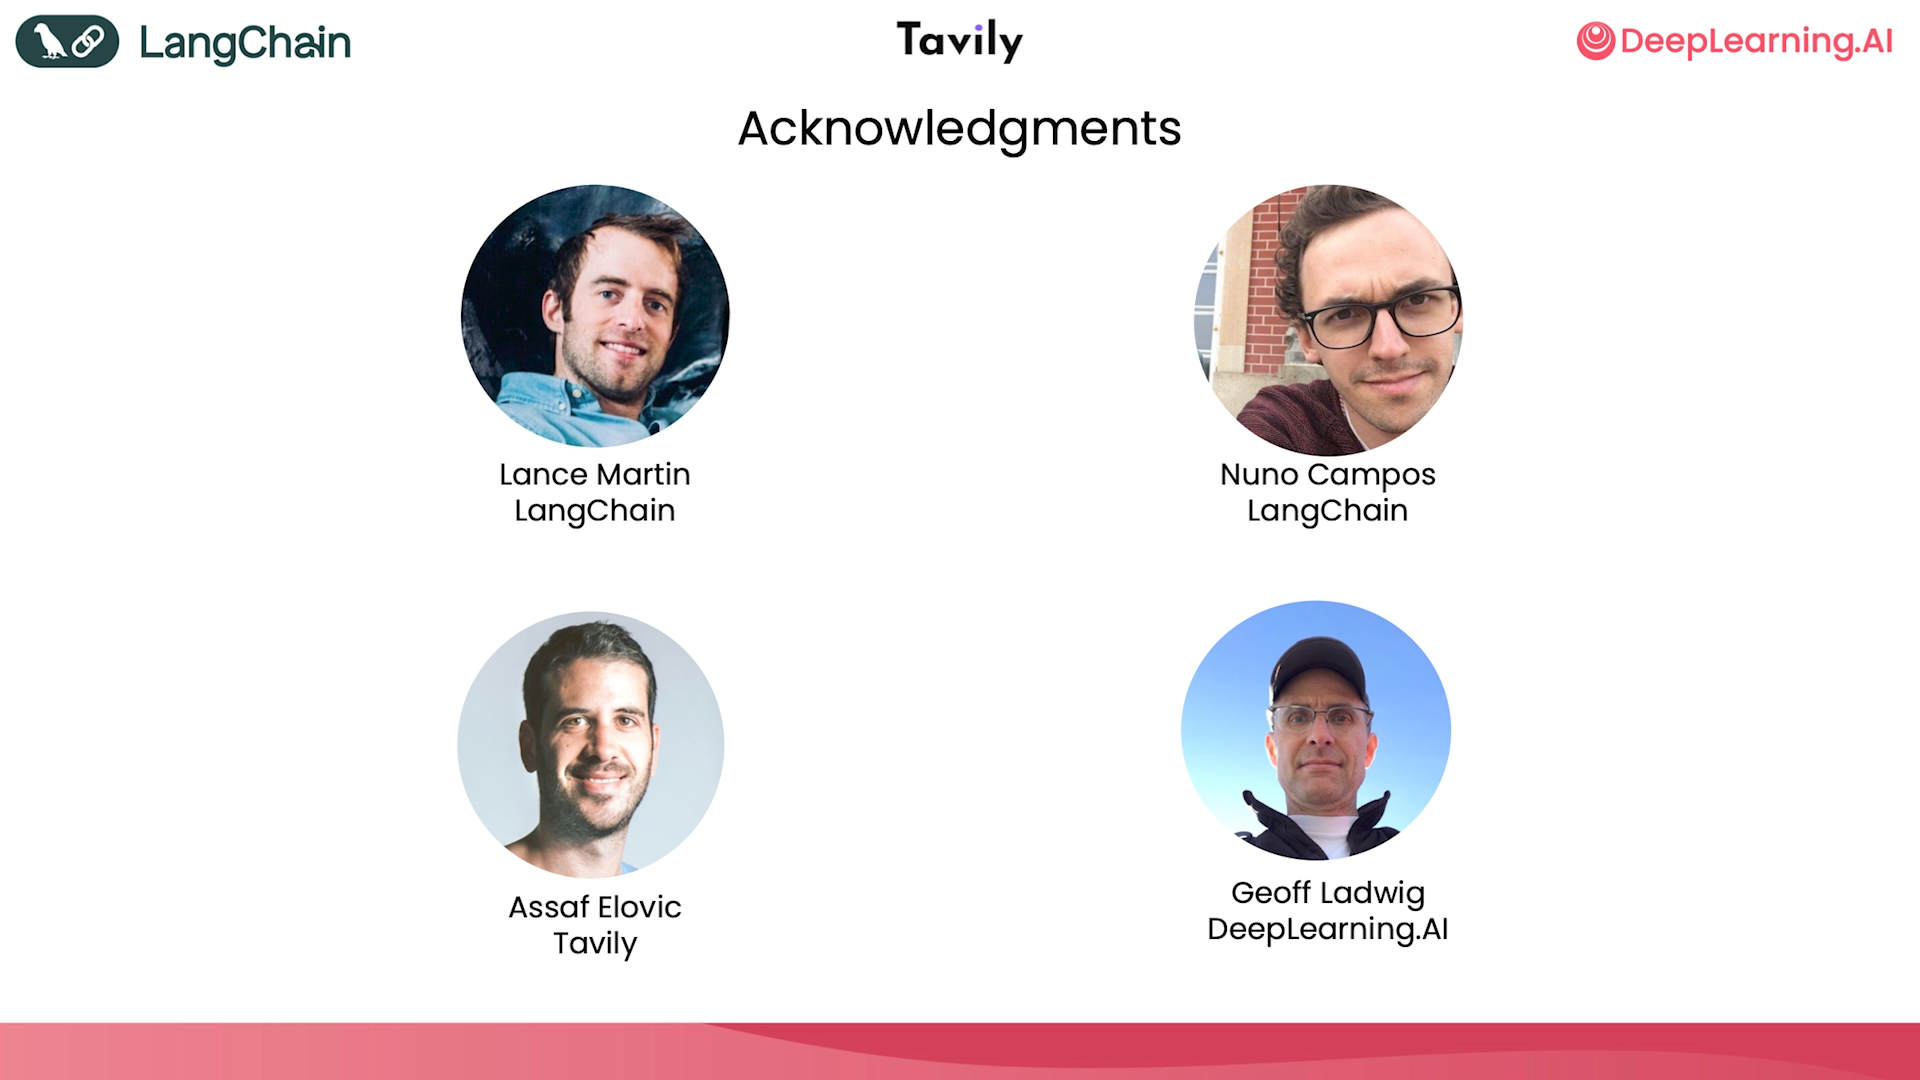 LangChain
Tavily
DeepLearning.AI
Acknowledgments
Lance Martin
LangChain
Nuno Campos
LangChain
Assaf Elovic
Tavily
Geoff Ladwig
DeepLearning.AI